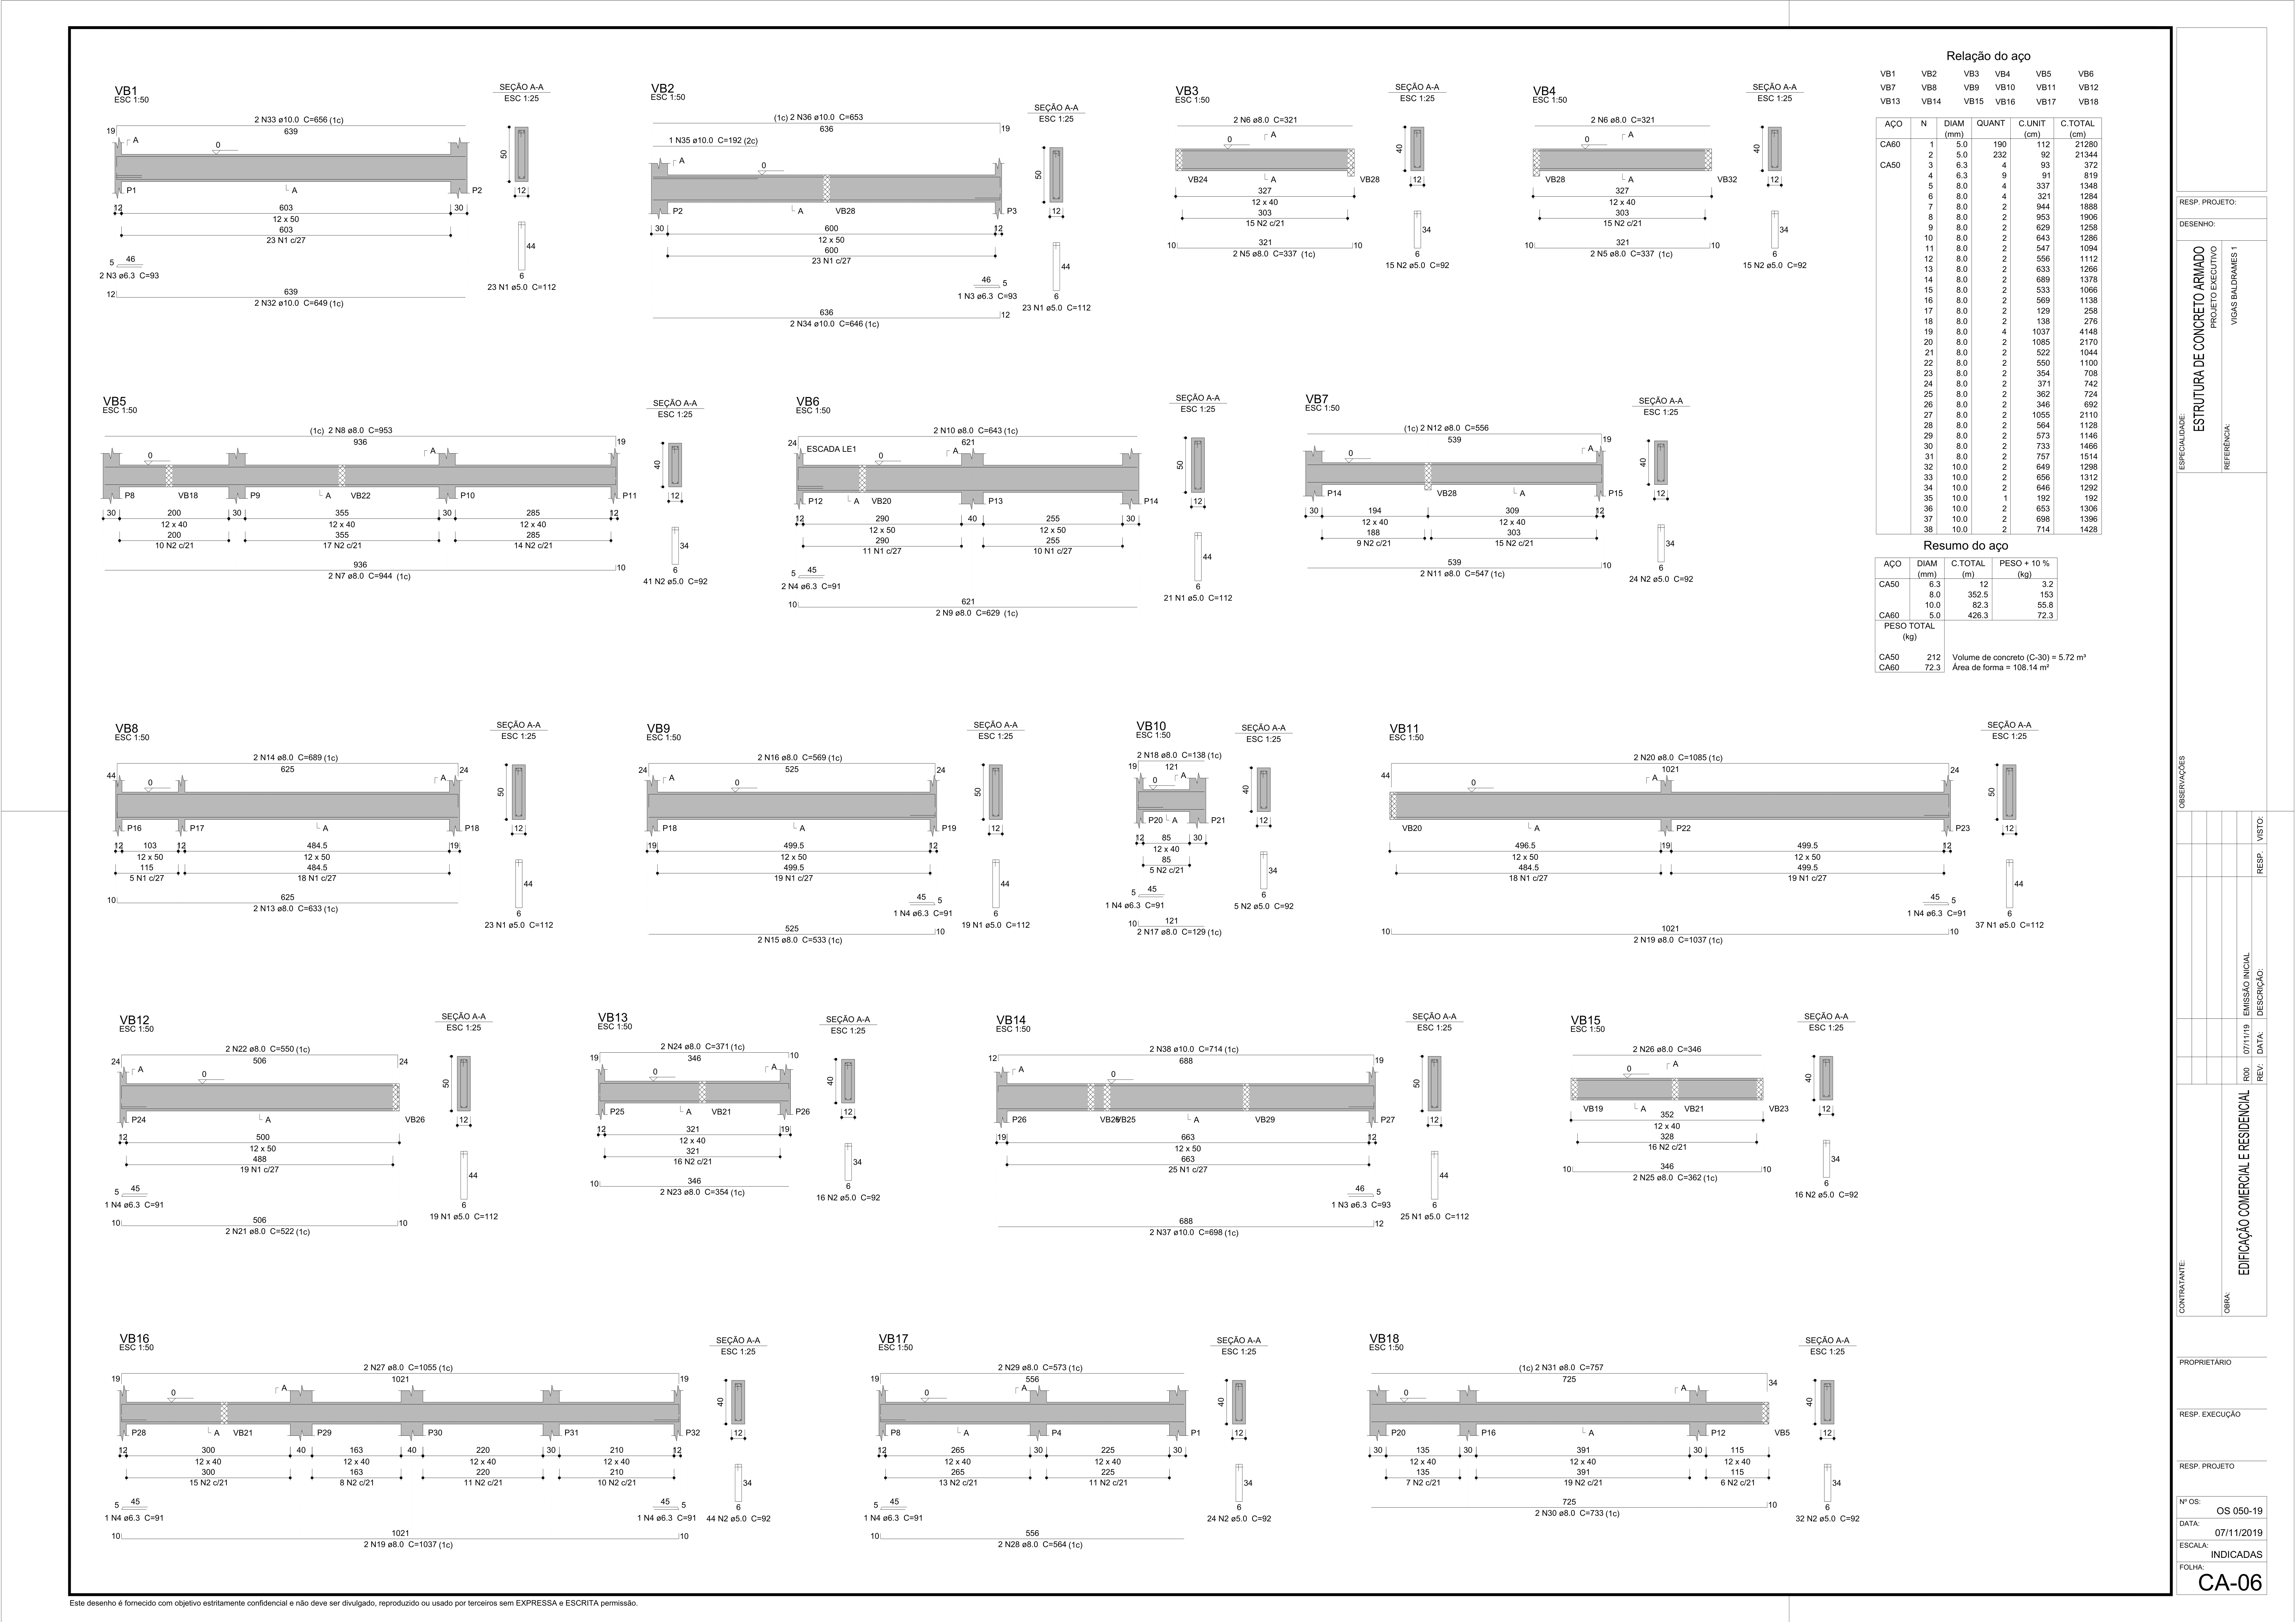 VB1
ESC 1:50
SEÇÃO A-A
ESC 1:25
2 N33 ø10.0 C=656 (1c)
639
19
A
0
50
P1
A
P2
12
12
603
30
12 x 50
603
23 N1 c/27
44
5
46
2 N3 ø6.3 C=93
6
23 N1 ø5.0 C=112
12
639
2 N32 ø10.0 C=649 (1c)
VB2
ESC 1:50
SEÇÃO A-A
ESC 1:25
(1c) 2 N36 ø10.0 C=653
636
19
1 N35 ø10.0 C=192 (2c)
A
0
50
P2
A
VB28
P3
12
30
600
12
12 x 50
600
23 N1 c/27
44
46
5
1 N3 ø6.3 C=93
6
23 N1 ø5.0 C=112
636
12
2 N34 ø10.0 C=646 (1c)
VB3
ESC 1:50
SEÇÃO A-A
ESC 1:25
2 N6 ø8.0 C=321
A
0
40
VB24
A
VB28
12
327
12 x 40
303
15 N2 c/21
34
10
321
10
2 N5 ø8.0 C=337 (1c)
6
15 N2 ø5.0 C=92
VB4
ESC 1:50
SEÇÃO A-A
ESC 1:25
2 N6 ø8.0 C=321
A
0
40
VB28
A
VB32
12
327
12 x 40
303
15 N2 c/21
34
10
321
10
2 N5 ø8.0 C=337 (1c)
6
15 N2 ø5.0 C=92
Relação do aço
VB1 VB2 VB3 VB4 VB5 VB6
VB7 VB8 VB9 VB10 VB11 VB12
VB13 VB14 VB15 VB16 VB17 VB18
AÇO N DIAM QUANT C.UNIT C.TOTAL
(mm) (cm) (cm)
CA60 1 5.0 190 112 21280
2 5.0 232 92 21344
CA50 3 6.3 4 93 372
4 6.3 9 91 819
5 8.0 4 337 1348
6 8.0 4 321 1284
7 8.0 2 944 1888
8 8.0 2 953 1906
9 8.0 2 629 1258
10 8.0 2 643 1286
11 8.0 2 547 1094
12 8.0 2 556 1112
13 8.0 2 633 1266
14 8.0 2 689 1378
15 8.0 2 533 1066
16 8.0 2 569 1138
17 8.0 2 129 258
18 8.0 2 138 276
19 8.0 4 1037 4148
20 8.0 2 1085 2170
21 8.0 2 522 1044
22 8.0 2 550 1100
23 8.0 2 354 708
24 8.0 2 371 742
25 8.0 2 362 724
26 8.0 2 346 692
27 8.0 2 1055 2110
28 8.0 2 564 1128
29 8.0 2 573 1146
30 8.0 2 733 1466
31 8.0 2 757 1514
32 10.0 2 649 1298
33 10.0 2 656 1312
34 10.0 2 646 1292
35 10.0 1 192 192
36 10.0 2 653 1306
37 10.0 2 698 1396
38 10.0 2 714 1428
Resumo do aço
AÇO DIAM C.TOTAL PESO + 10 %
(mm) (m) (kg)
CA50 6.3 12 3.2
8.0 352.5 153
10.0 82.3 55.8
CA60 5.0 426.3 72.3
PESO TOTAL
(kg)
CA50 212 Volume de concreto (C-30) = 5.72 m³
CA60 72.3 Área de forma = 108.14 m²
VB5
ESC 1:50
SEÇÃO A-A
ESC 1:25
(1c) 2 N8 ø8.0 C=953
936
19
A
0
40
P8 VB18 P9 A VB22 P10 P11
12
30 200 30 355 30 285 12
12 x 40 12 x 40 12 x 40
200 355 285
10 N2 c/21 17 N2 c/21 14 N2 c/21
34
936
10
2 N7 ø8.0 C=944 (1c)
6
41 N2 ø5.0 C=92
VB6
ESC 1:50
SEÇÃO A-A
ESC 1:25
2 N10 ø8.0 C=643 (1c)
24
621
ESCADA LE1
A
0
50
P12 A VB20 P13 P14
12
12 290 40 255 30
12 x 50 12 x 50
290 255
11 N1 c/27 10 N1 c/27
44
5
45
2 N4 ø6.3 C=91
6
21 N1 ø5.0 C=112
10
621
2 N9 ø8.0 C=629 (1c)
VB7
ESC 1:50
SEÇÃO A-A
ESC 1:25
(1c) 2 N12 ø8.0 C=556
539
19
A
0
40
P14 VB28 A P15
12
30 194 309 12
12 x 40 12 x 40
188 303
9 N2 c/21 15 N2 c/21
34
539
10
2 N11 ø8.0 C=547 (1c)
6
24 N2 ø5.0 C=92
VB8
ESC 1:50
SEÇÃO A-A
ESC 1:25
2 N14 ø8.0 C=689 (1c)
44
625
24
A
0
50
P16 P17 A P18
12
12 103 12 484.5 19
12 x 50 12 x 50
115 484.5
5 N1 c/27 18 N1 c/27
44
10
625
2 N13 ø8.0 C=633 (1c)
6
23 N1 ø5.0 C=112
VB9
ESC 1:50
SEÇÃO A-A
ESC 1:25
2 N16 ø8.0 C=569 (1c)
24
525
24
A
0
50
P18 A P19
12
19 499.5 12
12 x 50
499.5
19 N1 c/27
44
45
5
1 N4 ø6.3 C=91
6
19 N1 ø5.0 C=112
525
10
2 N15 ø8.0 C=533 (1c)
VB10
ESC 1:50
SEÇÃO A-A
ESC 1:25
2 N18 ø8.0 C=138 (1c)
19
121
A
0
40
P20 A P21
12
12 85 30
12 x 40
85
5 N2 c/21
34
5
45
1 N4 ø6.3 C=91
6
5 N2 ø5.0 C=92
10
121
2 N17 ø8.0 C=129 (1c)
VB11
ESC 1:50
SEÇÃO A-A
ESC 1:25
2 N20 ø8.0 C=1085 (1c)
44
1021
24
A
0
50
VB20 A P22 P23
12
496.5 19 499.5 12
12 x 50 12 x 50
484.5 499.5
18 N1 c/27 19 N1 c/27
44
45
5
1 N4 ø6.3 C=91
6
37 N1 ø5.0 C=112
10
1021
10
2 N19 ø8.0 C=1037 (1c)
VB12
ESC 1:50
SEÇÃO A-A
ESC 1:25
2 N22 ø8.0 C=550 (1c)
24
506
24
A
0
50
P24 A VB26
12
12 500
12 x 50
488
19 N1 c/27
44
5
45
1 N4 ø6.3 C=91
6
19 N1 ø5.0 C=112
10
506
10
2 N21 ø8.0 C=522 (1c)
VB13
ESC 1:50
SEÇÃO A-A
ESC 1:25
2 N24 ø8.0 C=371 (1c)
19
346
10
A
0
40
P25 A VB21 P26
12
12 321 19
12 x 40
321
16 N2 c/21
34
10
346
2 N23 ø8.0 C=354 (1c)
6
16 N2 ø5.0 C=92
VB14
ESC 1:50
SEÇÃO A-A
ESC 1:25
2 N38 ø10.0 C=714 (1c)
12
688
19
A
0
50
P26 VB25 A VB29 P27
12
19 663 12
12 x 50
663
25 N1 c/27
44
46
5
1 N3 ø6.3 C=93
6
25 N1 ø5.0 C=112
688
12
2 N37 ø10.0 C=698 (1c)
VB15
ESC 1:50
SEÇÃO A-A
ESC 1:25
2 N26 ø8.0 C=346
A
0
40
VB19 A VB21 VB23
12
352
12 x 40
328
16 N2 c/21
34
10
346
10
2 N25 ø8.0 C=362 (1c)
6
16 N2 ø5.0 C=92
VB16
ESC 1:50
SEÇÃO A-A
ESC 1:25
2 N27 ø8.0 C=1055 (1c)
19
1021
19
A
0
40
P28 A VB21 P29 P30 P31 P32
12
12 300 40 163 40 220 30 210 12
12 x 40 12 x 40 12 x 40 12 x 40
300 163 220 210
15 N2 c/21 8 N2 c/21 11 N2 c/21 10 N2 c/21
34
5 45 45 5
1 N4 ø6.3 C=91 1 N4 ø6.3 C=91
6
44 N2 ø5.0 C=92
10
1021
10
2 N19 ø8.0 C=1037 (1c)
VB17
ESC 1:50
SEÇÃO A-A
ESC 1:25
2 N29 ø8.0 C=573 (1c)
19
556
A
0
40
P8 A P4 P1
12
12 265 30 225 30
12 x 40 12 x 40
265 225
13 N2 c/21 11 N2 c/21
34
5
45
1 N4 ø6.3 C=91
6
24 N2 ø5.0 C=92
10
556
2 N28 ø8.0 C=564 (1c)
VB18
ESC 1:50
SEÇÃO A-A
ESC 1:25
(1c) 2 N31 ø8.0 C=757
725
34
A
0
40
P20 P16 A P12 VB5
12
30 135 30 391 30 115
12 x 40 12 x 40 12 x 40
135 391 115
7 N2 c/21 19 N2 c/21 6 N2 c/21
34
725
10
2 N30 ø8.0 C=733 (1c)
6
32 N2 ø5.0 C=92
RESP. PROJETO:
DESENHO:
ESPECIALIDADE:
ESTRUTURA DE CONCRETO ARMADO
PROJETO EXECUTIVO
REFERÊNCIA:
VIGAS BALDRAMES 1
OBSERVAÇÕES
REV: DATA: DESCRIÇÃO: RESP. VISTO:
R00 07/11/19 EMISSÃO INICIAL
CONTRATANTE:
OBRA:
EDIFICAÇÃO COMERCIAL E RESIDENCIAL
PROPRIETÁRIO
RESP. EXECUÇÃO
RESP. PROJETO
Nº OS:
OS 050-19
DATA:
07/11/2019
ESCALA:
INDICADAS
FOLHA:
CA-06
Este desenho é fornecido com objetivo estritamente confidencial e não deve ser divulgado, reproduzido ou usado por terceiros sem EXPRESSA e ESCRITA permissão.